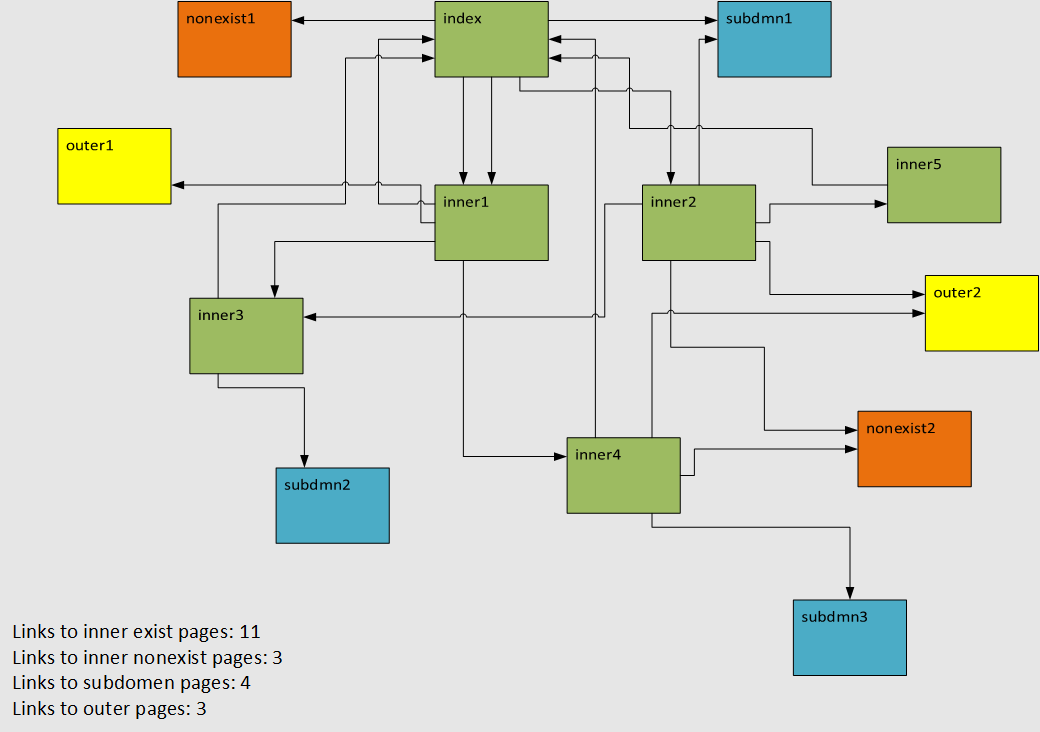 nonexist1
index
subdmn1
outer1
inner5
inner1
inner2
outer2
inner3
nonexist2
inner4
subdmn2
subdmn3
Links to inner exist pages: 11
Links to inner nonexist pages: 3
Links to subdomen pages: 4
Links to outer pages: 3